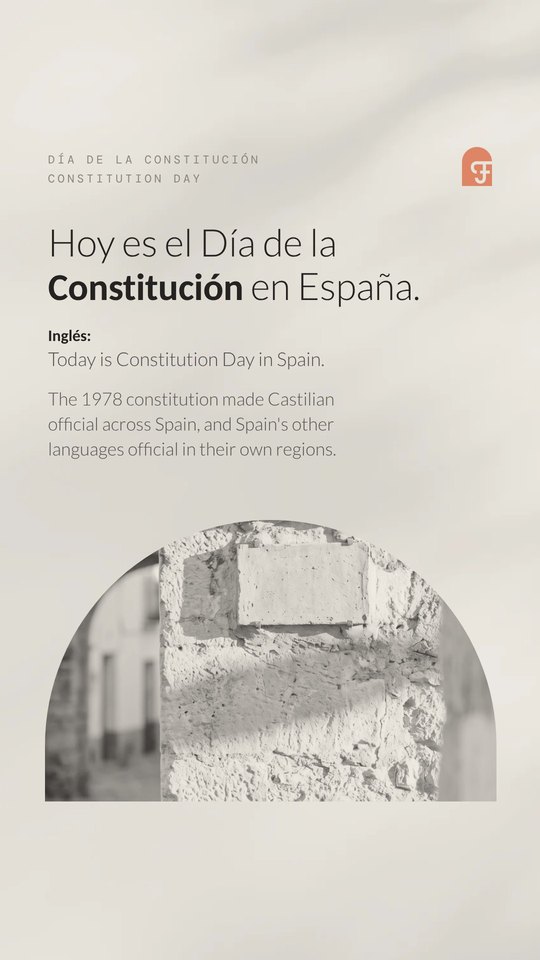 DÍA DE LA CONSTITUCIÓN
CONSTITUTION DAY
Hoy es el Día de la
Constitución en España.
Inglés:
Today is Constitution Day in Spain.
The 1978 constitution made Castilian
official across Spain, and Spain's other
languages official in their own regions.